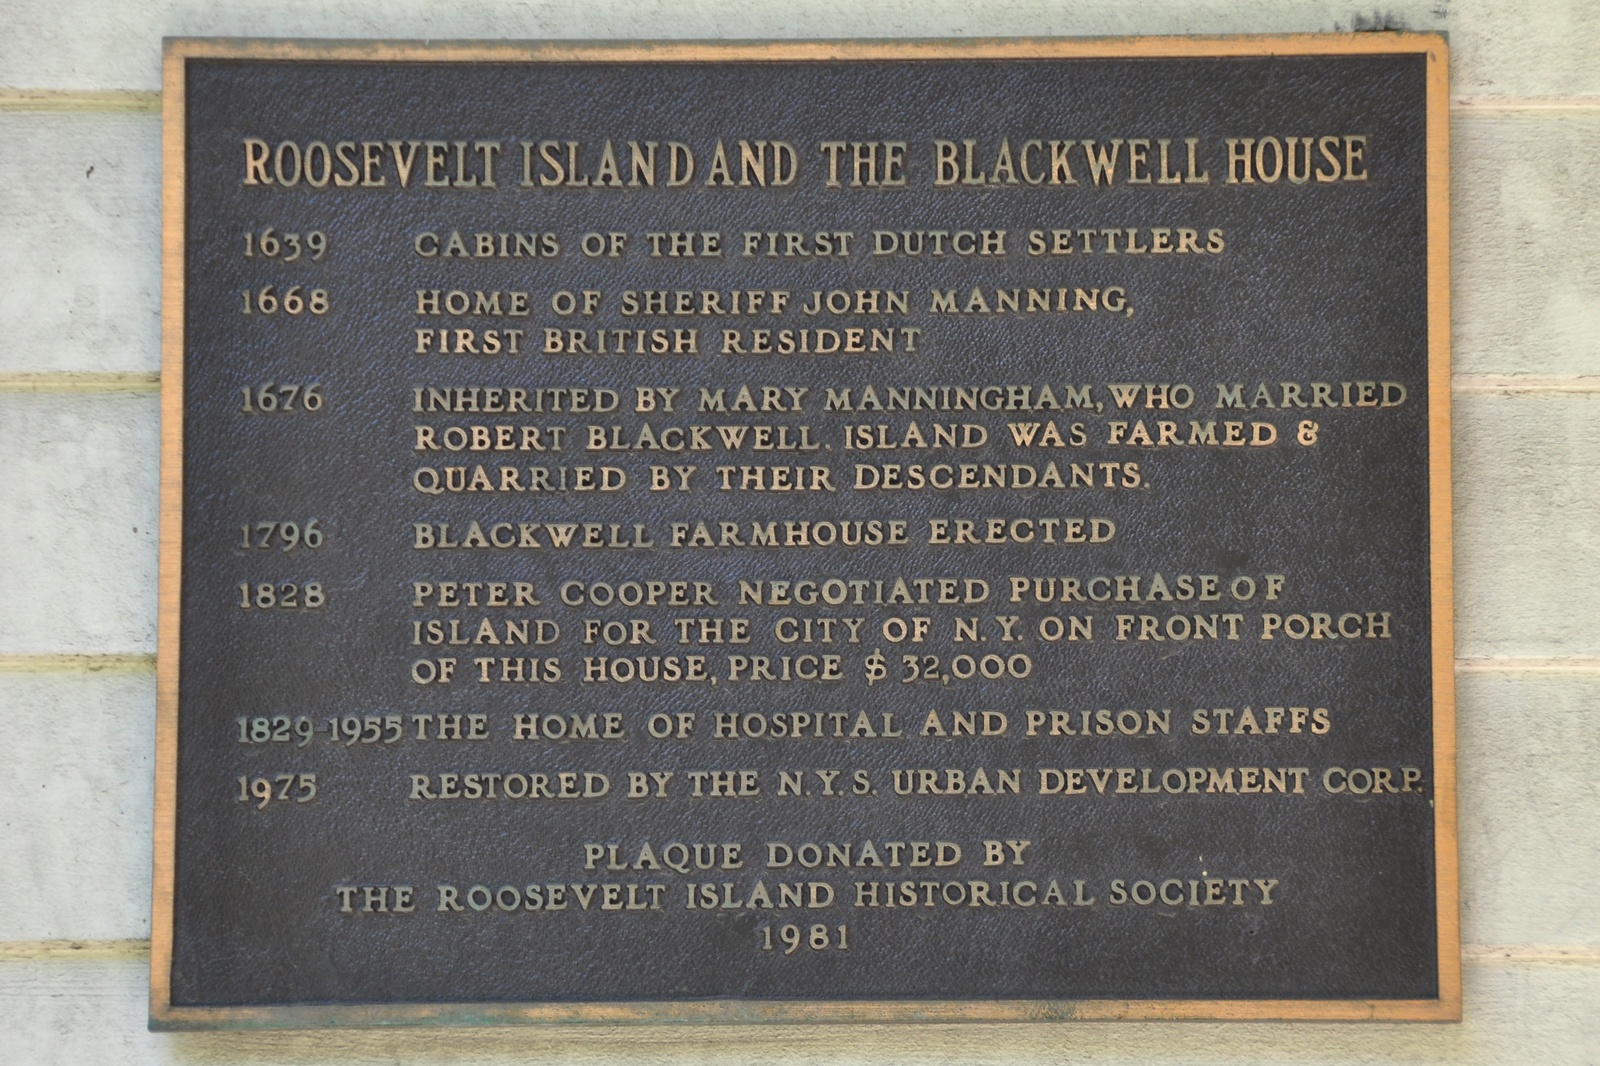 ROOSEVELT ISLAND AND THE BLACKWELL HOUSE
1639 CABINS OF THE FIRST DUTCH SETTLERS
1668 HOME OF SHERIFF JOHN MANNING,
FIRST BRITISH RESIDENT
1676 INHERITED BY MARY MANNINGHAM, WHO MARRIED
ROBERT BLACKWELL. ISLAND WAS FARMED &
QUARRIED BY THEIR DESCENDANTS.
1796 BLACKWELL FARMHOUSE ERECTED
1828 PETER COOPER NEGOTIATED PURCHASE OF
ISLAND FOR THE CITY OF N.Y. ON FRONT PORCH
OF THIS HOUSE, PRICE $ 32,000
1829-1955 THE HOME OF HOSPITAL AND PRISON STAFFS
1975 RESTORED BY THE N.Y.S. URBAN DEVELOPMENT CORP.
PLAQUE DONATED BY
THE ROOSEVELT ISLAND HISTORICAL SOCIETY
1981